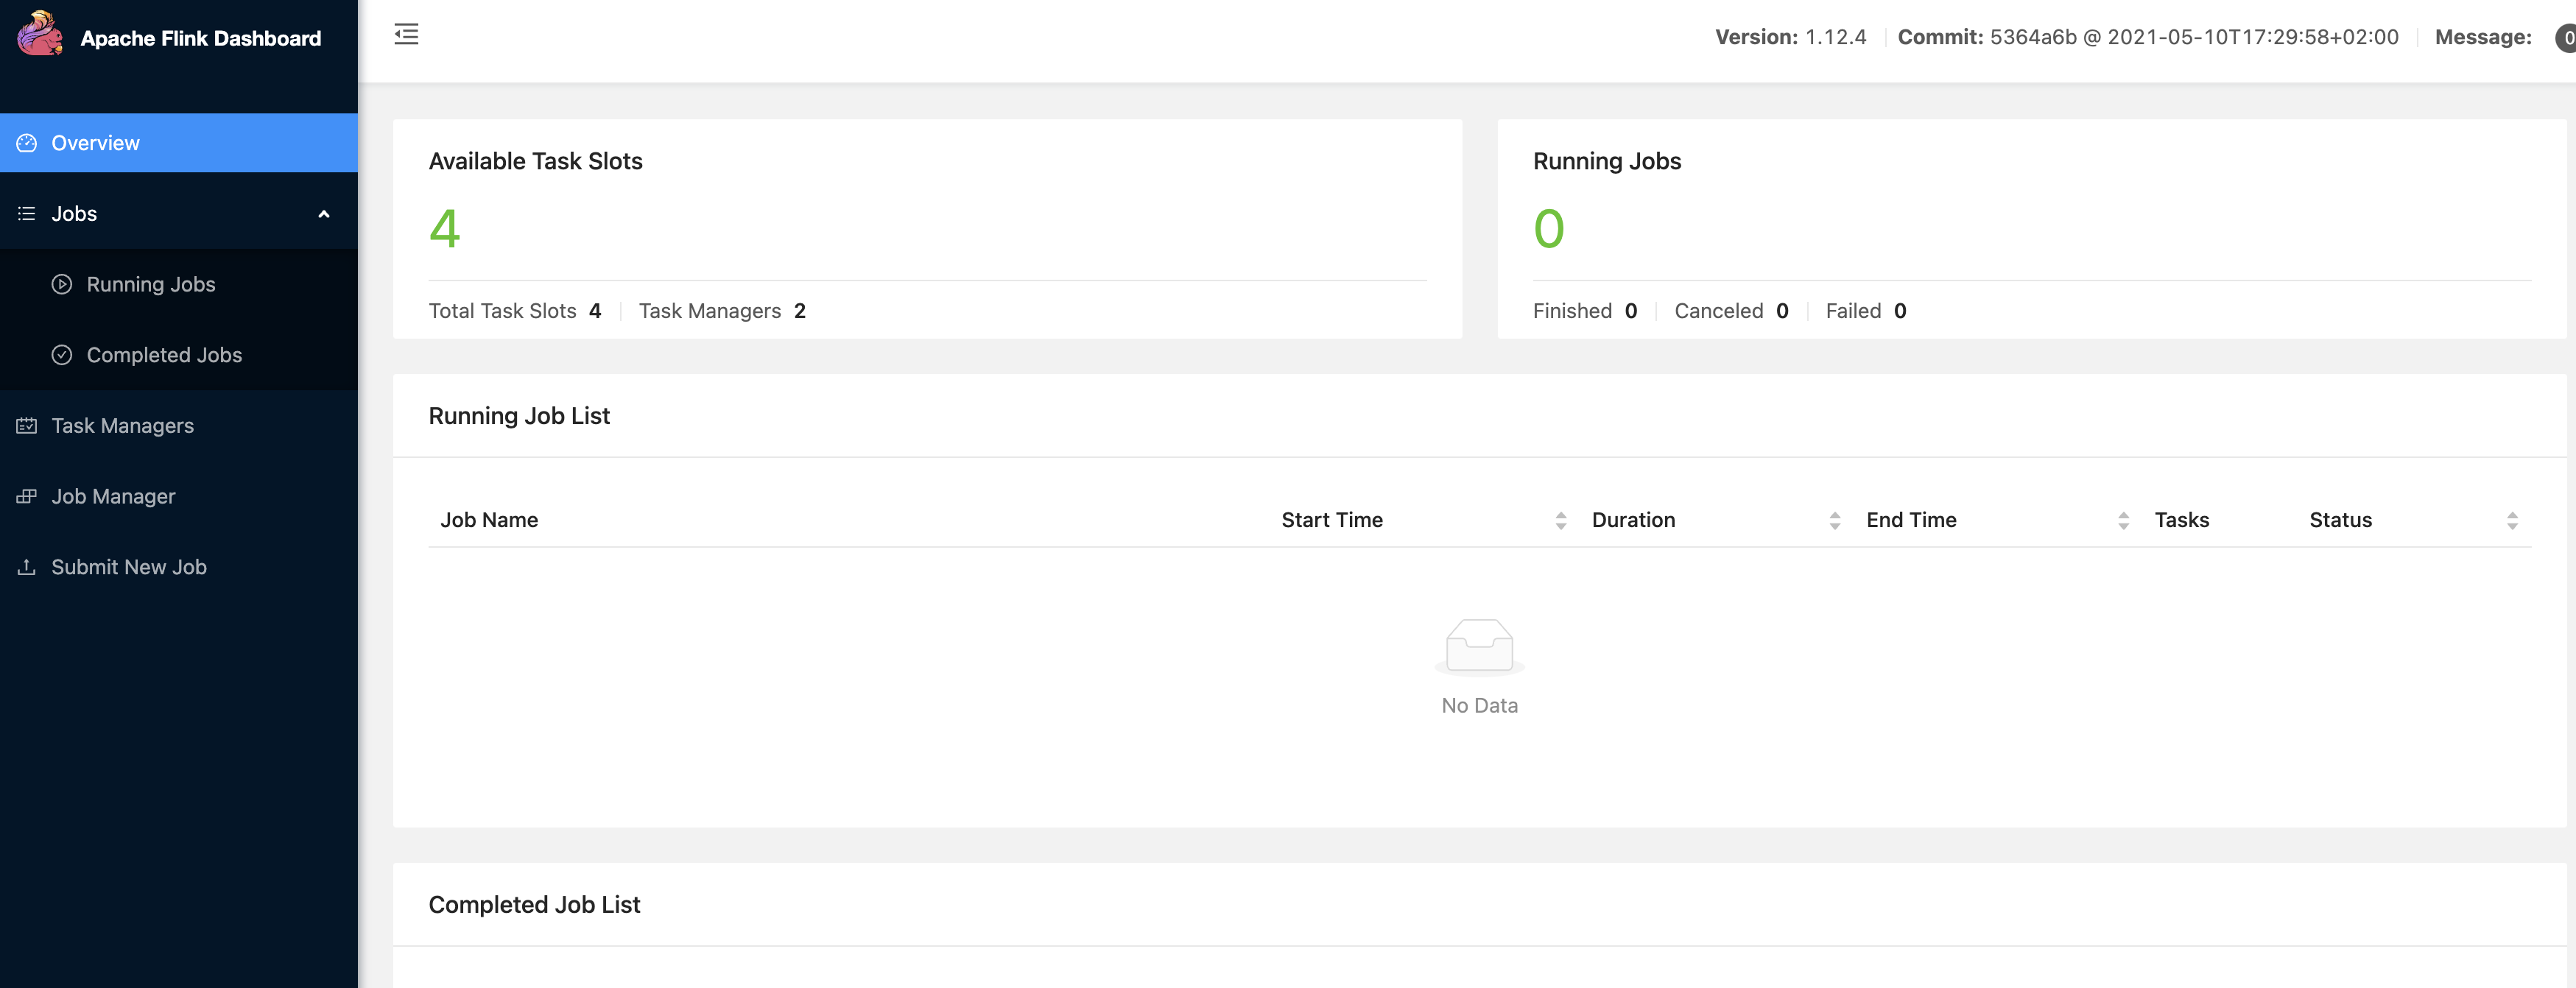 Apache Flink Dashboard
Version: 1.12.4 Commit: 5364a6b @ 2021-05-10T17:29:58+02:00 Message: 0
Overview
Jobs
Running Jobs
Completed Jobs
Task Managers
Job Manager
Submit New Job
Available Task Slots
4
Total Task Slots 4 Task Managers 2
Running Jobs
0
Finished 0 Canceled 0 Failed 0
Running Job List
Job Name Start Time Duration End Time Tasks Status
No Data
Completed Job List